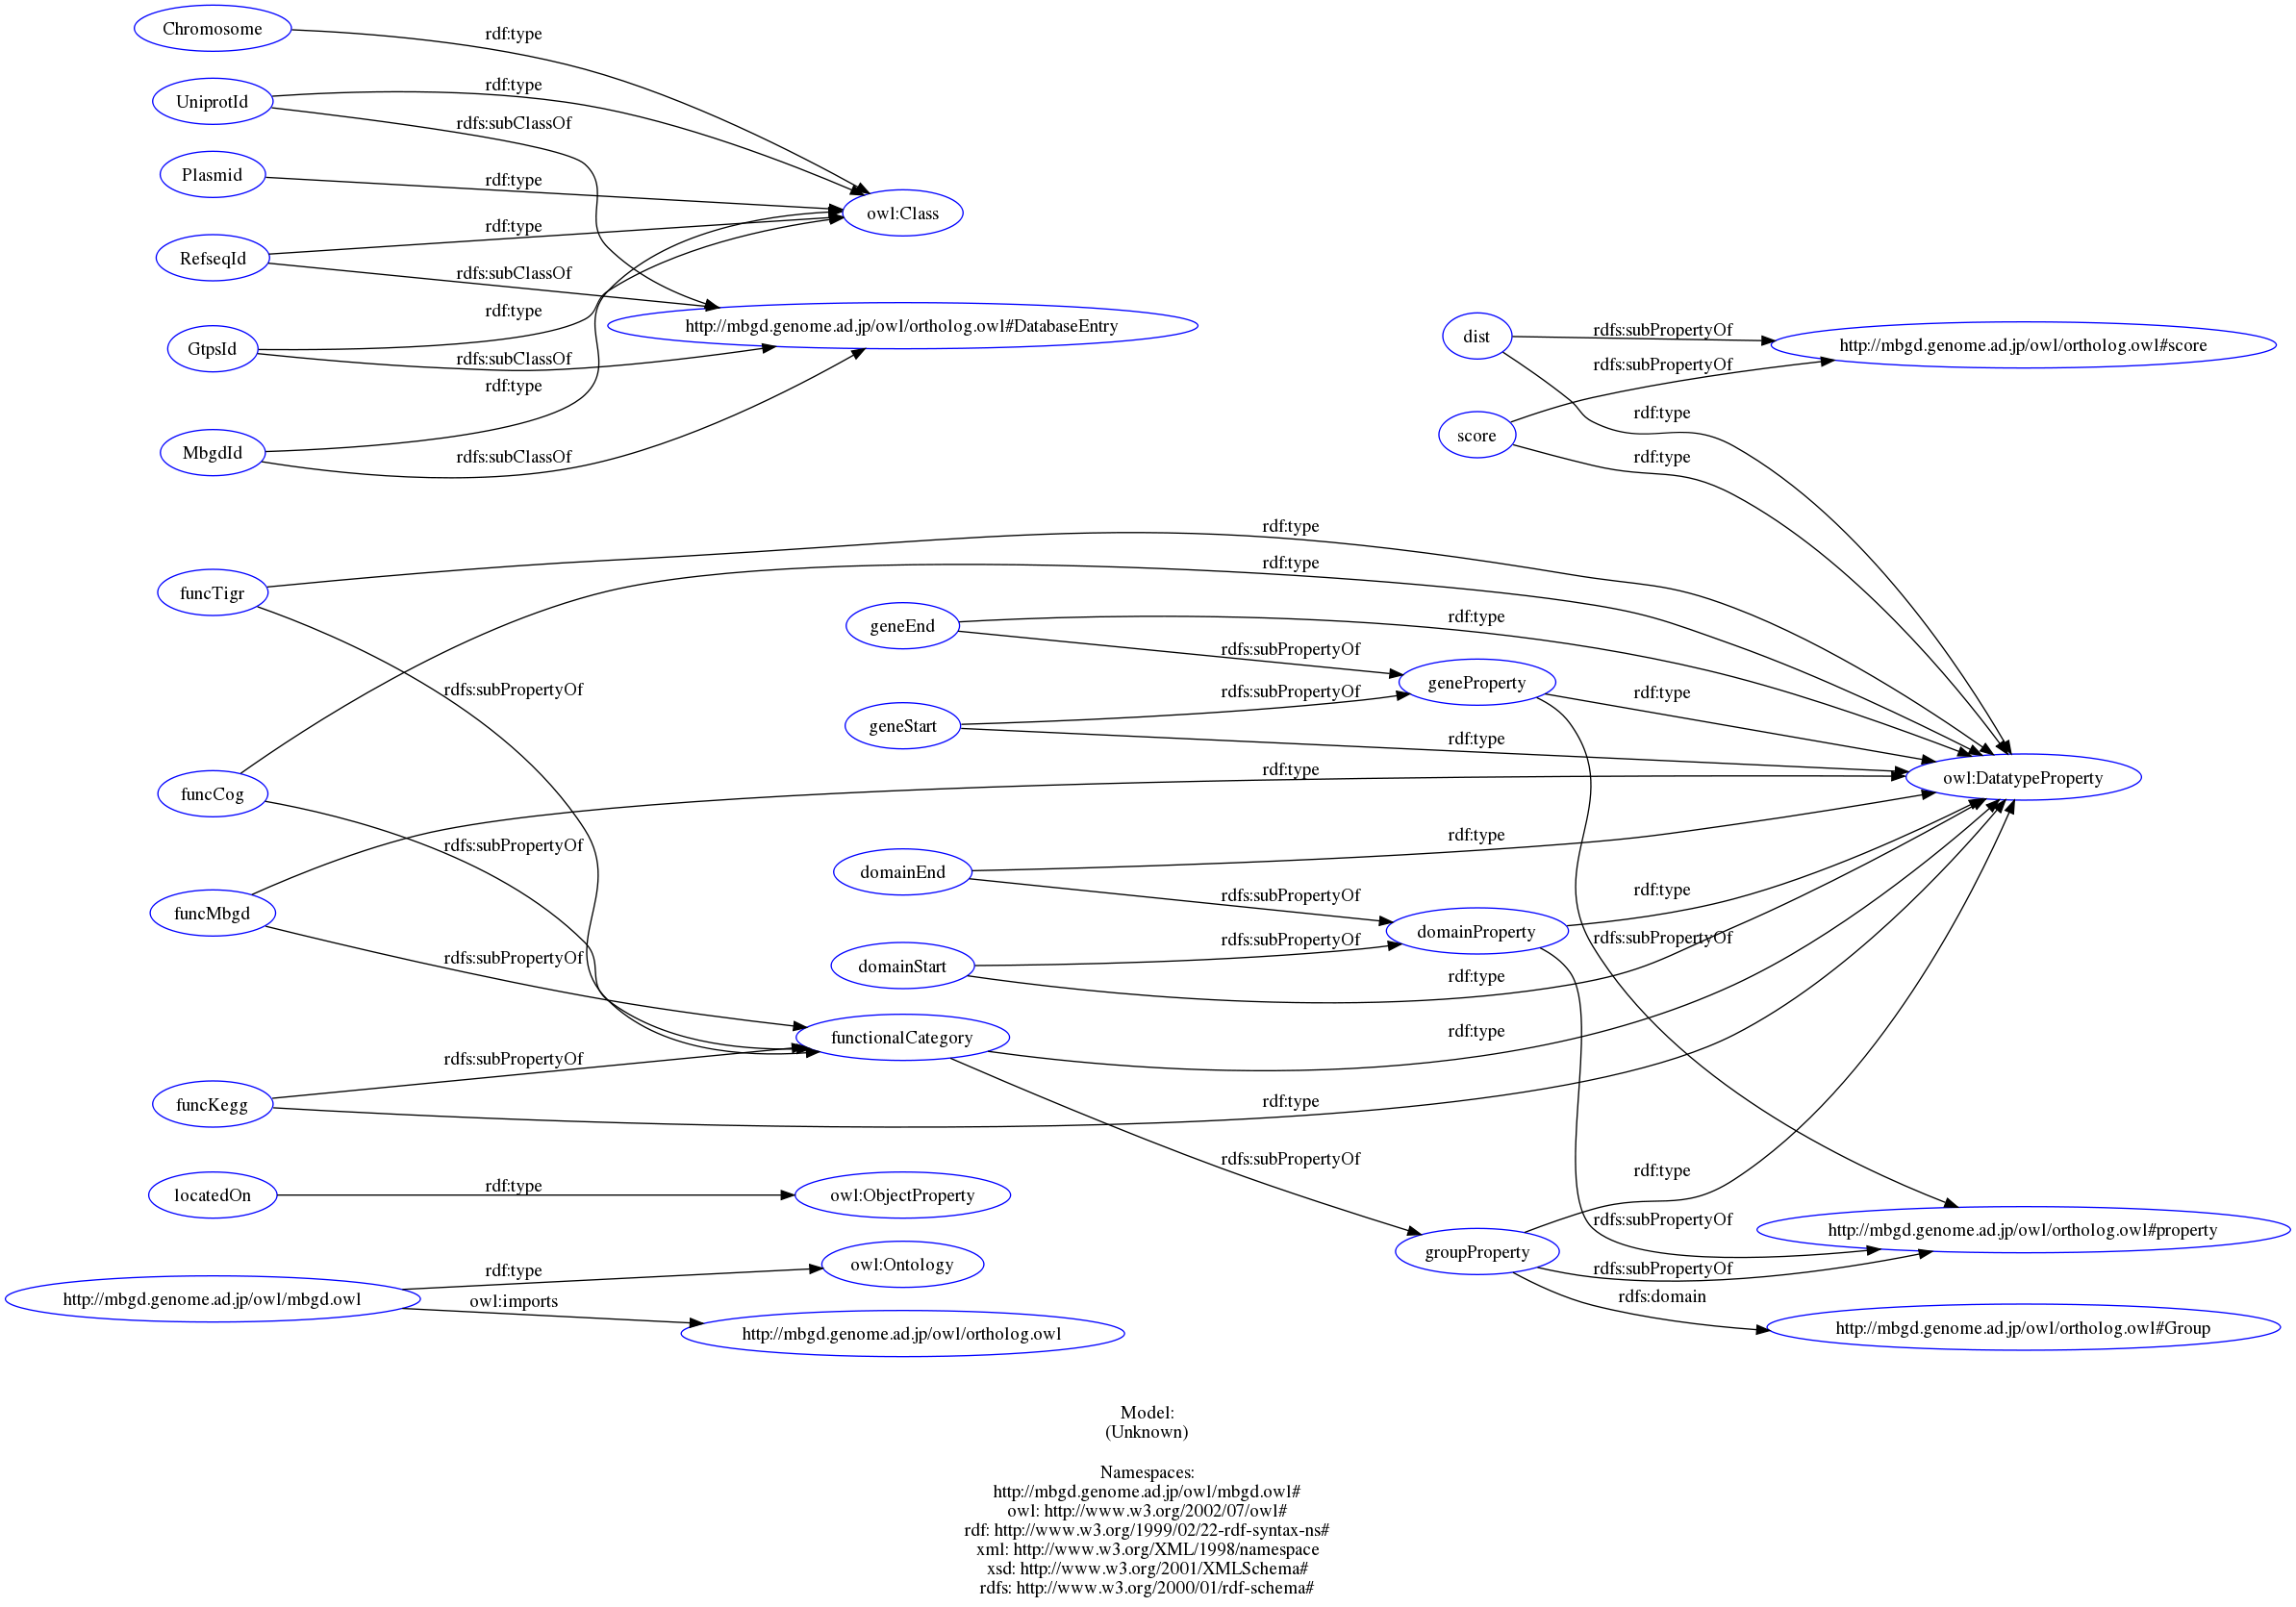 Chromosome
rdf:type
UniprotId
rdf:type
rdfs:subClassOf
Plasmid
rdf:type
owl:Class
RefseqId
rdf:type
rdfs:subClassOf
GtpsId
rdf:type
rdfs:subClassOf
http://mbgd.genome.ad.jp/owl/ortholog.owl#DatabaseEntry
rdf:type
MbgdId
rdfs:subClassOf
dist
rdfs:subPropertyOf
http://mbgd.genome.ad.jp/owl/ortholog.owl#score
rdfs:subPropertyOf
rdf:type
score
rdf:type
rdf:type
rdf:type
funcTigr
geneEnd
rdf:type
rdfs:subPropertyOf
rdfs:subPropertyOf
geneProperty
rdfs:subPropertyOf
rdf:type
geneStart
rdf:type
funcCog
rdf:type
owl:DatatypeProperty
rdfs:subPropertyOf
rdf:type
domainEnd
rdfs:subPropertyOf
rdf:type
funcMbgd
domainProperty
rdfs:subPropertyOf
rdfs:subPropertyOf
rdfs:subPropertyOf
domainStart
rdf:type
functionalCategory
rdf:type
rdfs:subPropertyOf
funcKegg
rdf:type
rdfs:subPropertyOf
rdf:type
locatedOn
rdf:type
owl:ObjectProperty
rdfs:subPropertyOf
http://mbgd.genome.ad.jp/owl/ortholog.owl#property
groupProperty
rdfs:subPropertyOf
rdf:type
owl:Ontology
http://mbgd.genome.ad.jp/owl/mbgd.owl
owl:imports
rdfs:domain
http://mbgd.genome.ad.jp/owl/ortholog.owl
http://mbgd.genome.ad.jp/owl/ortholog.owl#Group
Model:
(Unknown)
Namespaces:
http://mbgd.genome.ad.jp/owl/mbgd.owl#
owl: http://www.w3.org/2002/07/owl#
rdf: http://www.w3.org/1999/02/22-rdf-syntax-ns#
xml: http://www.w3.org/XML/1998/namespace
xsd: http://www.w3.org/2001/XMLSchema#
rdfs: http://www.w3.org/2000/01/rdf-schema#